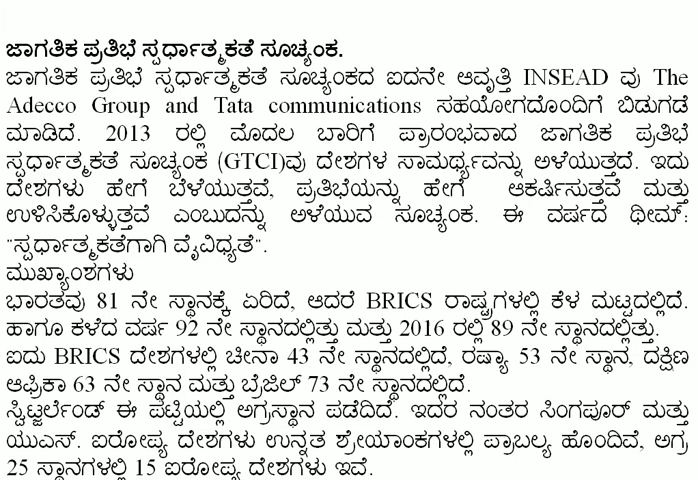 ಜಾಗತಿಕ ಪ್ರತಿಭೆ ಸ್ಪರ್ಧಾತ್ಮಕತೆ ಸೂಚ್ಯಂಕ.
ಜಾಗತಿಕ ಪ್ರತಿಭೆ ಸ್ಪರ್ಧಾತ್ಮಕತೆ ಸೂಚ್ಯಂಕದ ಐದನೇ ಆವೃತ್ತಿ INSEAD ವು The
Adecco Group and Tata communications ಸಹಯೋಗದೊಂದಿಗೆ ಬಿಡುಗಡೆ
ಮಾಡಿದೆ. 2013 ರಲ್ಲಿ ಮೊದಲ ಬಾರಿಗೆ ಪ್ರಾರಂಭವಾದ ಜಾಗತಿಕ ಪ್ರತಿಭೆ
ಸ್ಪರ್ಧಾತ್ಮಕತೆ ಸೂಚ್ಯಂಕ (GTCI)ವು ದೇಶಗಳ ಸಾಮರ್ಥ್ಯವನ್ನು ಅಳೆಯುತ್ತದೆ. ಇದು
ದೇಶಗಳು ಹೇಗೆ ಬೆಳೆಯುತ್ತವೆ, ಪ್ರತಿಭೆಯನ್ನು ಹೇಗೆ ಆಕರ್ಷಿಸುತ್ತವೆ ಮತ್ತು
ಉಳಿಸಿಕೊಳ್ಳುತ್ತವೆ ಎಂಬುದನ್ನು ಅಳೆಯುವ ಸೂಚ್ಯಂಕ. ಈ ವರ್ಷದ ಥೀಮ್:
"ಸ್ಪರ್ಧಾತ್ಮಕತೆಗಾಗಿ ವೈವಿಧ್ಯತೆ".
ಮುಖ್ಯಾಂಶಗಳು
ಭಾರತವು 81 ನೇ ಸ್ಥಾನಕ್ಕೆ ಏರಿದೆ, ಆದರೆ BRICS ರಾಷ್ಟ್ರಗಳಲ್ಲಿ ಕೆಳ ಮಟ್ಟದಲ್ಲಿದೆ.
ಹಾಗೂ ಕಳೆದ ವರ್ಷ 92 ನೇ ಸ್ಥಾನದಲ್ಲಿತ್ತು ಮತ್ತು 2016 ರಲ್ಲಿ 89 ನೇ ಸ್ಥಾನದಲ್ಲಿತ್ತು.
ಐದು BRICS ದೇಶಗಳಲ್ಲಿ ಚೀನಾ 43 ನೇ ಸ್ಥಾನದಲ್ಲಿದೆ, ರಷ್ಯಾ 53 ನೇ ಸ್ಥಾನ, ದಕ್ಷಿಣ
ಆಫ್ರಿಕಾ 63 ನೇ ಸ್ಥಾನ ಮತ್ತು ಬ್ರೆಜಿಲ್ 73 ನೇ ಸ್ಥಾನದಲ್ಲಿದೆ.
ಸ್ವಿಟ್ಜರ್ಲೆಂಡ್ ಈ ಪಟ್ಟಿಯಲ್ಲಿ ಅಗ್ರಸ್ಥಾನ ಪಡೆದಿದೆ. ಇದರ ನಂತರ ಸಿಂಗಪೂರ್ ಮತ್ತು
ಯುಎಸ್. ಐರೋಪ್ಯ ದೇಶಗಳು ಉನ್ನತ ಶ್ರೇಯಾಂಕಗಳಲ್ಲಿ ಪ್ರಾಬಲ್ಯ ಹೊಂದಿವೆ, ಅಗ್ರ
25 ಸ್ಥಾನಗಳಲ್ಲಿ 15 ಐರೋಪ್ಯ ದೇಶಗಳು ಇವೆ.